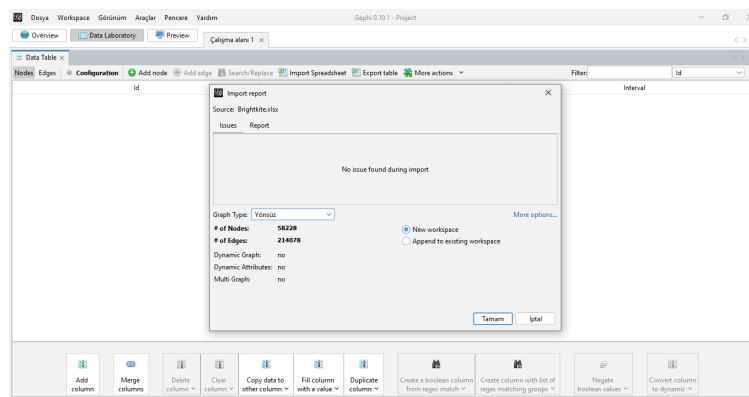 Dosya Workspace Görünüm Araçlar Pencere Yardım Gephi 0.10.1 - Project
Overview Data Laboratory Preview Çalışma alanı 1
Data Table
Nodes Edges Configuration Add node Add edge Search/Replace Import Spreadsheet Export table More actions Filter: Id
Id Interval
Import report
Source: Brightkite.xlsx
Issues Report
No issue found during import
Graph Type: Yönsüz More options...
# of Nodes: 58228 New workspace
# of Edges: 214078 Append to existing workspace
Dynamic Graph: no
Dynamic Attributes: no
Multi Graph: no
Tamam İptal
Add Merge Delete Clear Copy data to Fill column Duplicate Create a boolean column Create column with list of Negate Convert column
column columns column column other column with a value column from regex match regex matching groups boolean values to dynamic